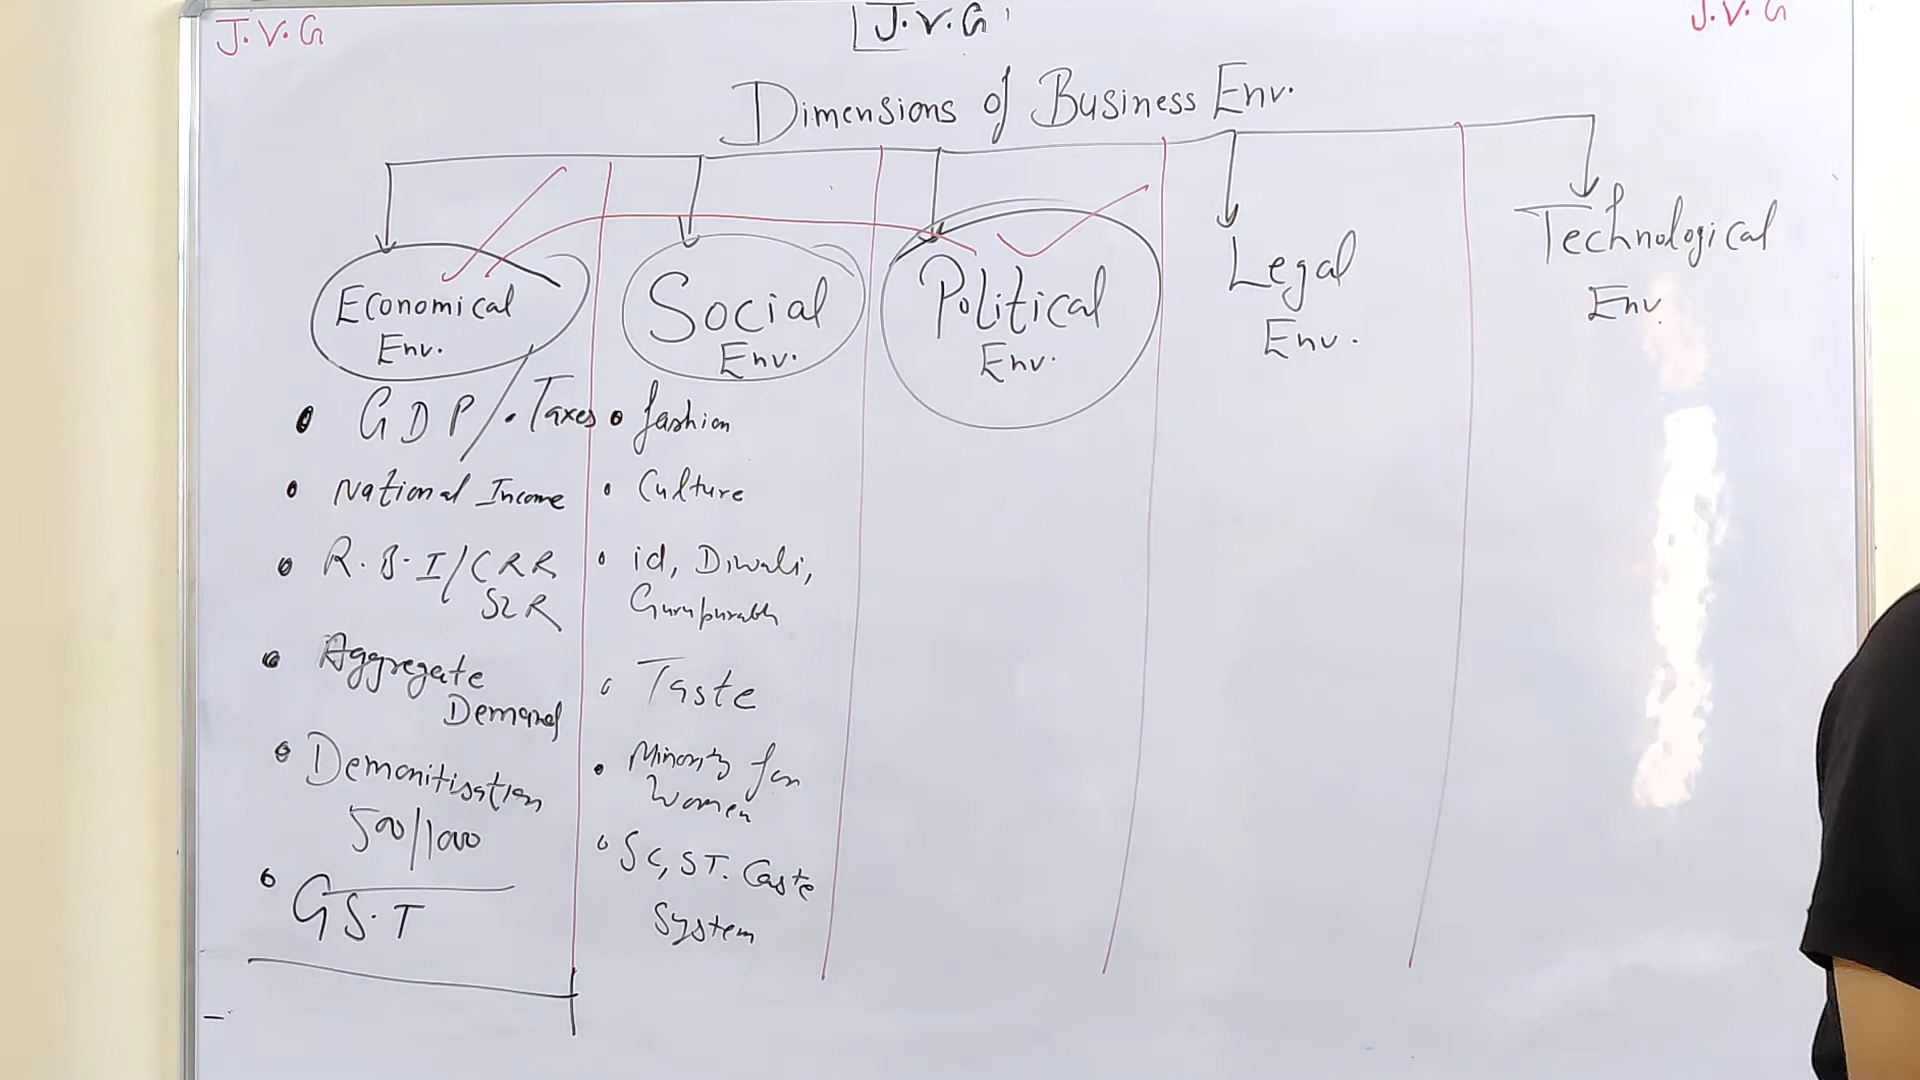 J.V.G
J.V.G
J.V.G
Dimensions of Business Env.
Economical
Env.
• GDP / • Taxes
• National Income
• R.B.I/CRR
SLR
• Aggregate
Demand
• Demonitisation
500/1000
• GS.T
Social
Env.
• fashion
• Culture
• id, Diwali,
Gurupurabh
• Taste
• Minority for
Women
• SC, ST. Caste
System
Political
Env.
Legal
Env.
Technological
Env.